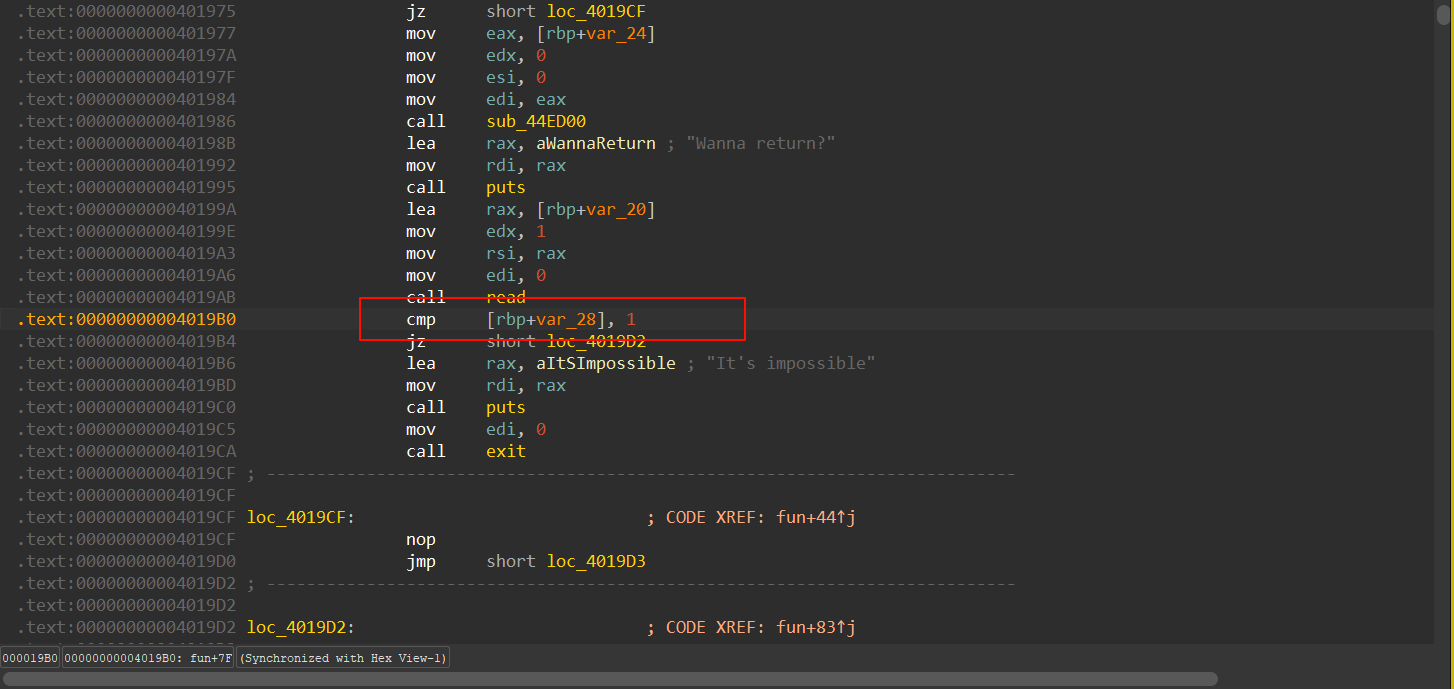 .text:0000000000401975 jz short loc_4019CF
.text:0000000000401977 mov eax, [rbp+var_24]
.text:000000000040197A mov edx, 0
.text:000000000040197F mov esi, 0
.text:0000000000401984 mov edi, eax
.text:0000000000401986 call sub_44ED00
.text:000000000040198B lea rax, aWannaReturn ; "Wanna return?"
.text:0000000000401992 mov rdi, rax
.text:0000000000401995 call puts
.text:000000000040199A lea rax, [rbp+var_20]
.text:000000000040199E mov edx, 1
.text:00000000004019A3 mov rsi, rax
.text:00000000004019A6 mov edi, 0
.text:00000000004019AB call read
.text:00000000004019B0 cmp [rbp+var_28], 1
.text:00000000004019B4 jz short loc_4019D2
.text:00000000004019B6 lea rax, aItSImpossible ; "It's impossible"
.text:00000000004019BD mov rdi, rax
.text:00000000004019C0 call puts
.text:00000000004019C5 mov edi, 0
.text:00000000004019CA call exit
.text:00000000004019CF ; ---------------------------------------------------------------------------
.text:00000000004019CF
.text:00000000004019CF loc_4019CF: ; CODE XREF: fun+44↑j
.text:00000000004019CF nop
.text:00000000004019D0 jmp short loc_4019D3
.text:00000000004019D2 ; ---------------------------------------------------------------------------
.text:00000000004019D2
.text:00000000004019D2 loc_4019D2: ; CODE XREF: fun+83↑j
000019B0 00000000004019B0: fun+7F (Synchronized with Hex View-1)